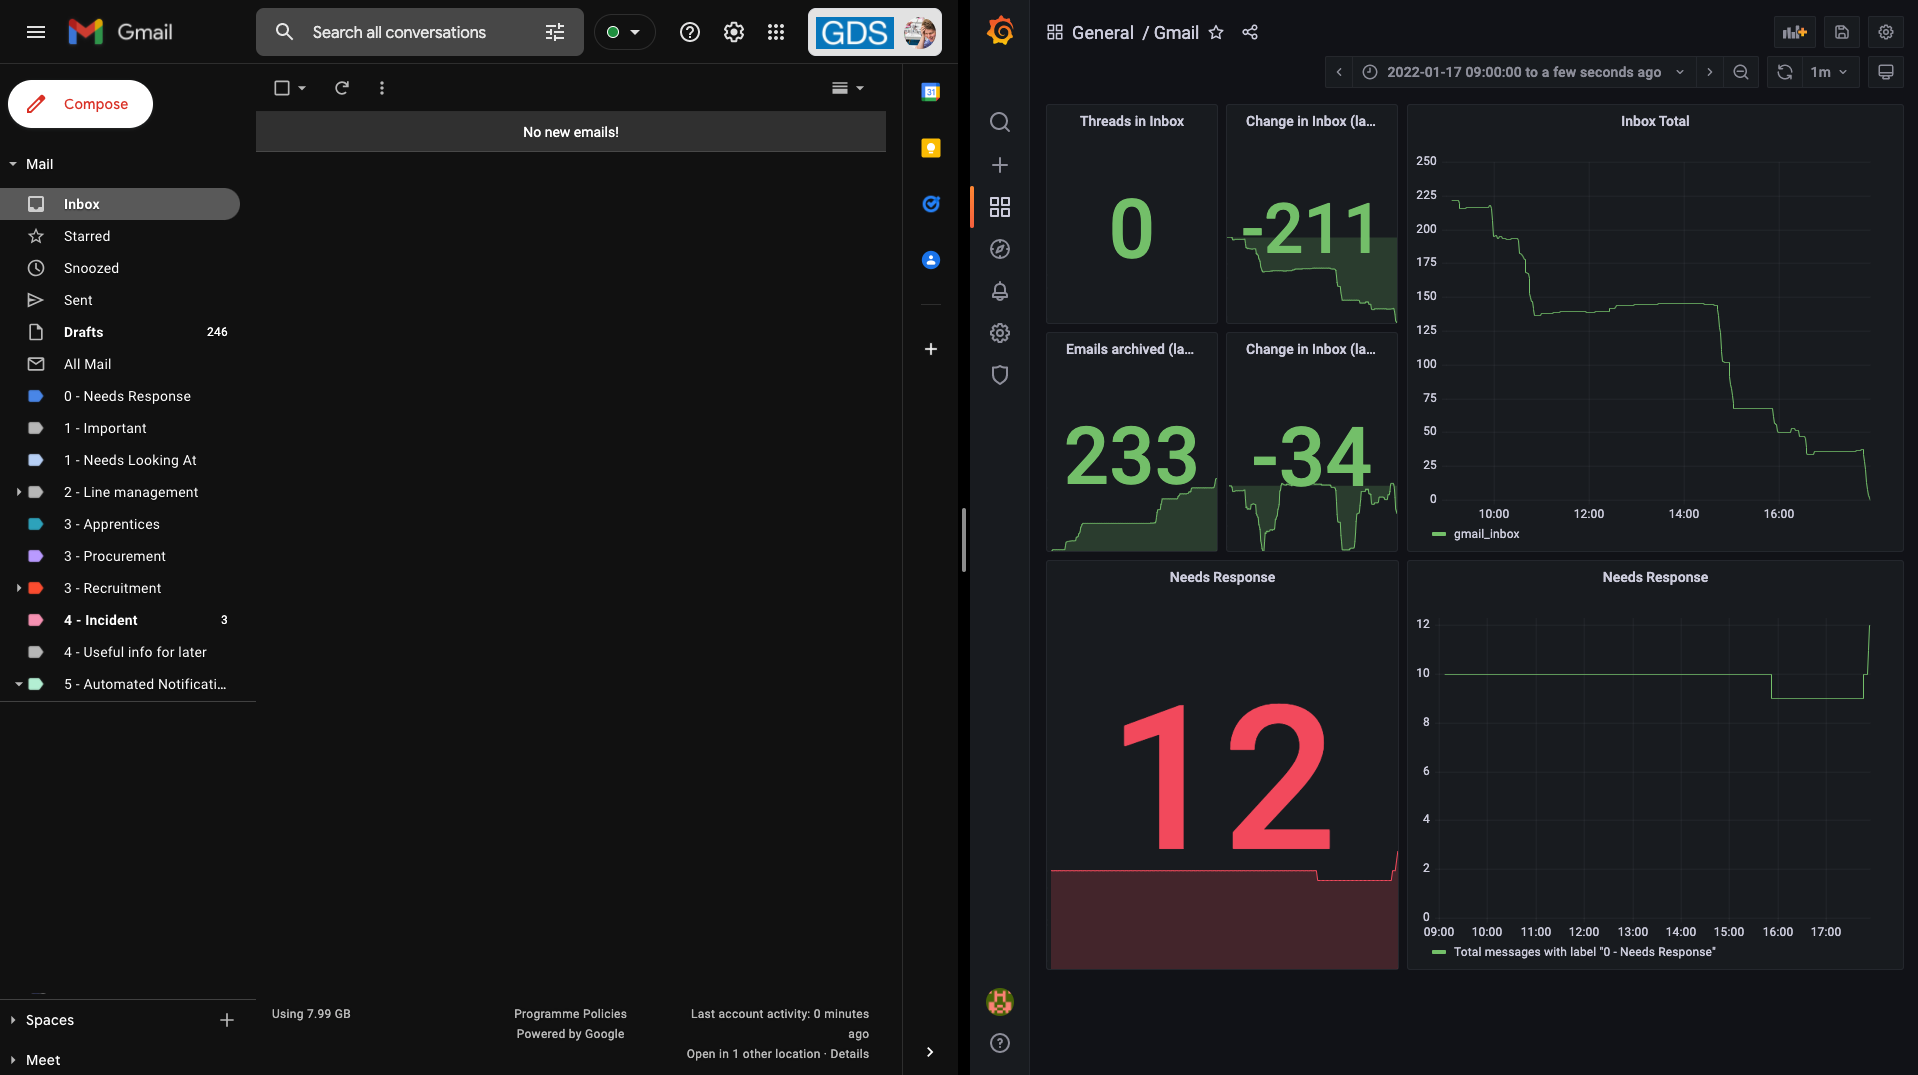 Gmail
Search all conversations
GDS
Compose
No new emails!
31
Mail
Inbox
Starred
Snoozed
Sent
Drafts 246
All Mail
0 - Needs Response
1 - Important
1 - Needs Looking At
2 - Line management
3 - Apprentices
3 - Procurement
3 - Recruitment
4 - Incident 3
4 - Useful info for later
5 - Automated Notificati...
Spaces
Meet
Using 7.99 GB
Programme Policies
Powered by Google
Last account activity: 0 minutes
ago
Open in 1 other location · Details
General / Gmail
2022-01-17 09:00:00 to a few seconds ago
1m
Threads in Inbox
0
Change in Inbox (la...
-211
Inbox Total
250
225
200
175
150
125
100
75
50
25
0
10:00 12:00 14:00 16:00
gmail_inbox
Emails archived (la...
233
Change in Inbox (la...
-34
Needs Response
12
Needs Response
12
10
8
6
4
2
0
09:00 10:00 11:00 12:00 13:00 14:00 15:00 16:00 17:00
Total messages with label "0 - Needs Response"